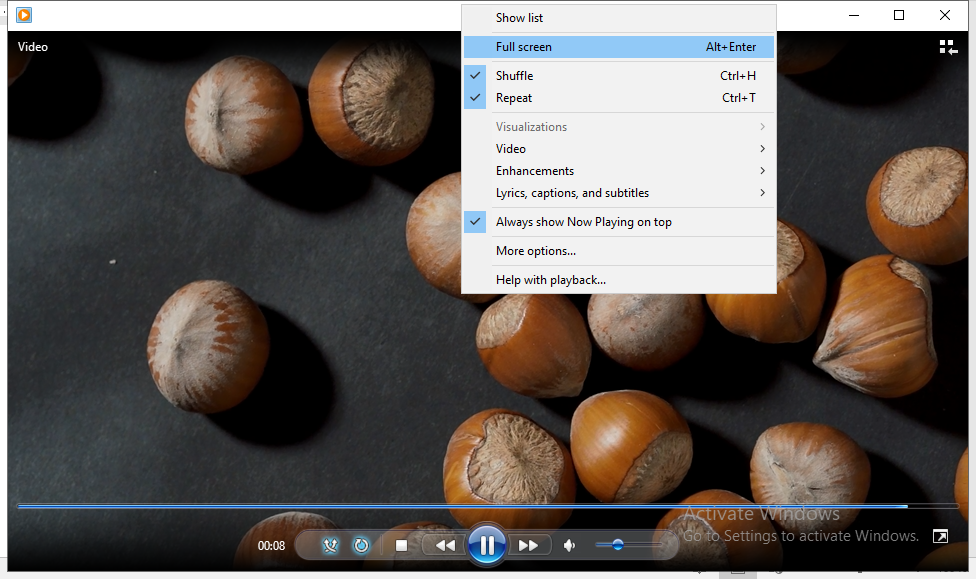 Show list
Video
Full screen Alt+Enter
Shuffle Ctrl+H
Repeat Ctrl+T
Visualizations
Video
Enhancements
Lyrics, captions, and subtitles
Always show Now Playing on top
More options...
Help with playback...
Activate Windows
Go to Settings to activate Windows.
00:08